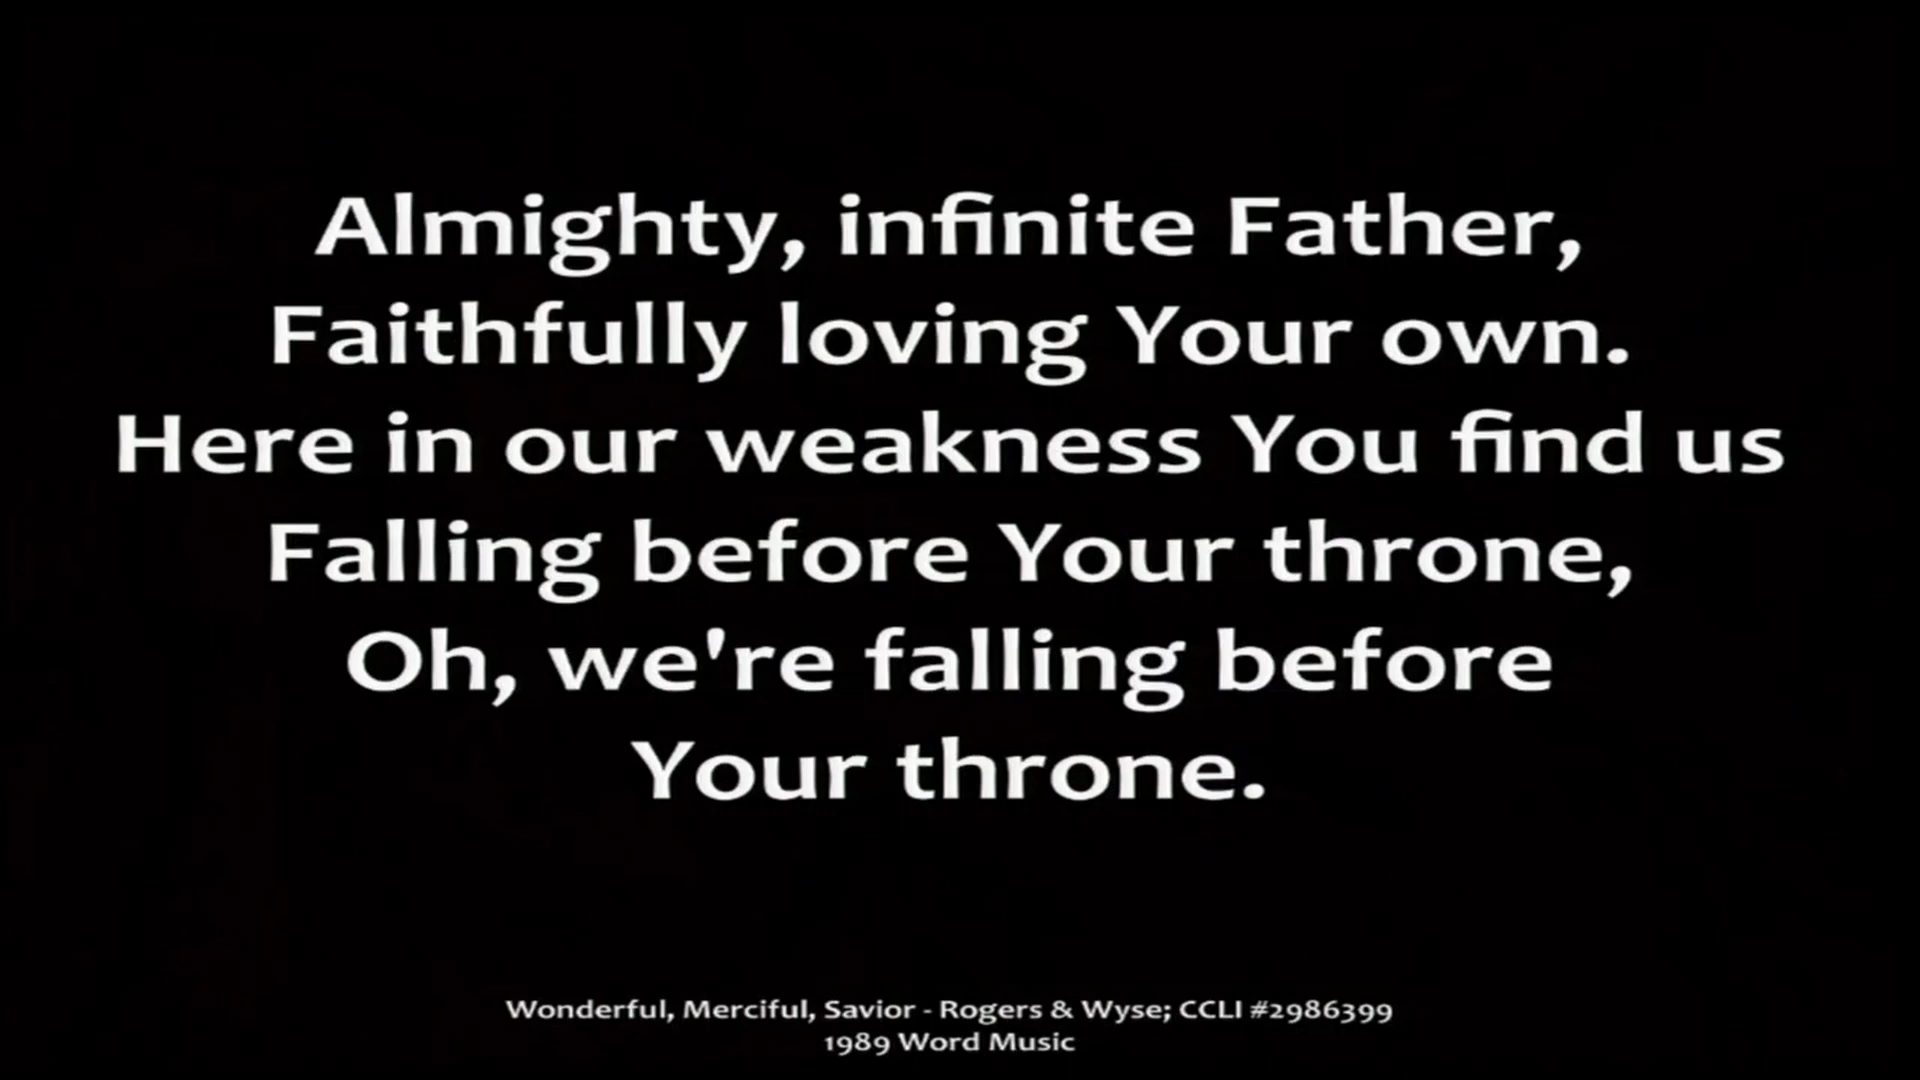 Almighty, infinite Father,
Faithfully loving Your own.
Here in our weakness You find us
Falling before Your throne,
Oh, we're falling before
Your throne.
Wonderful, Merciful, Savior - Rogers & Wyse; CCLI #2986399
1989 Word Music